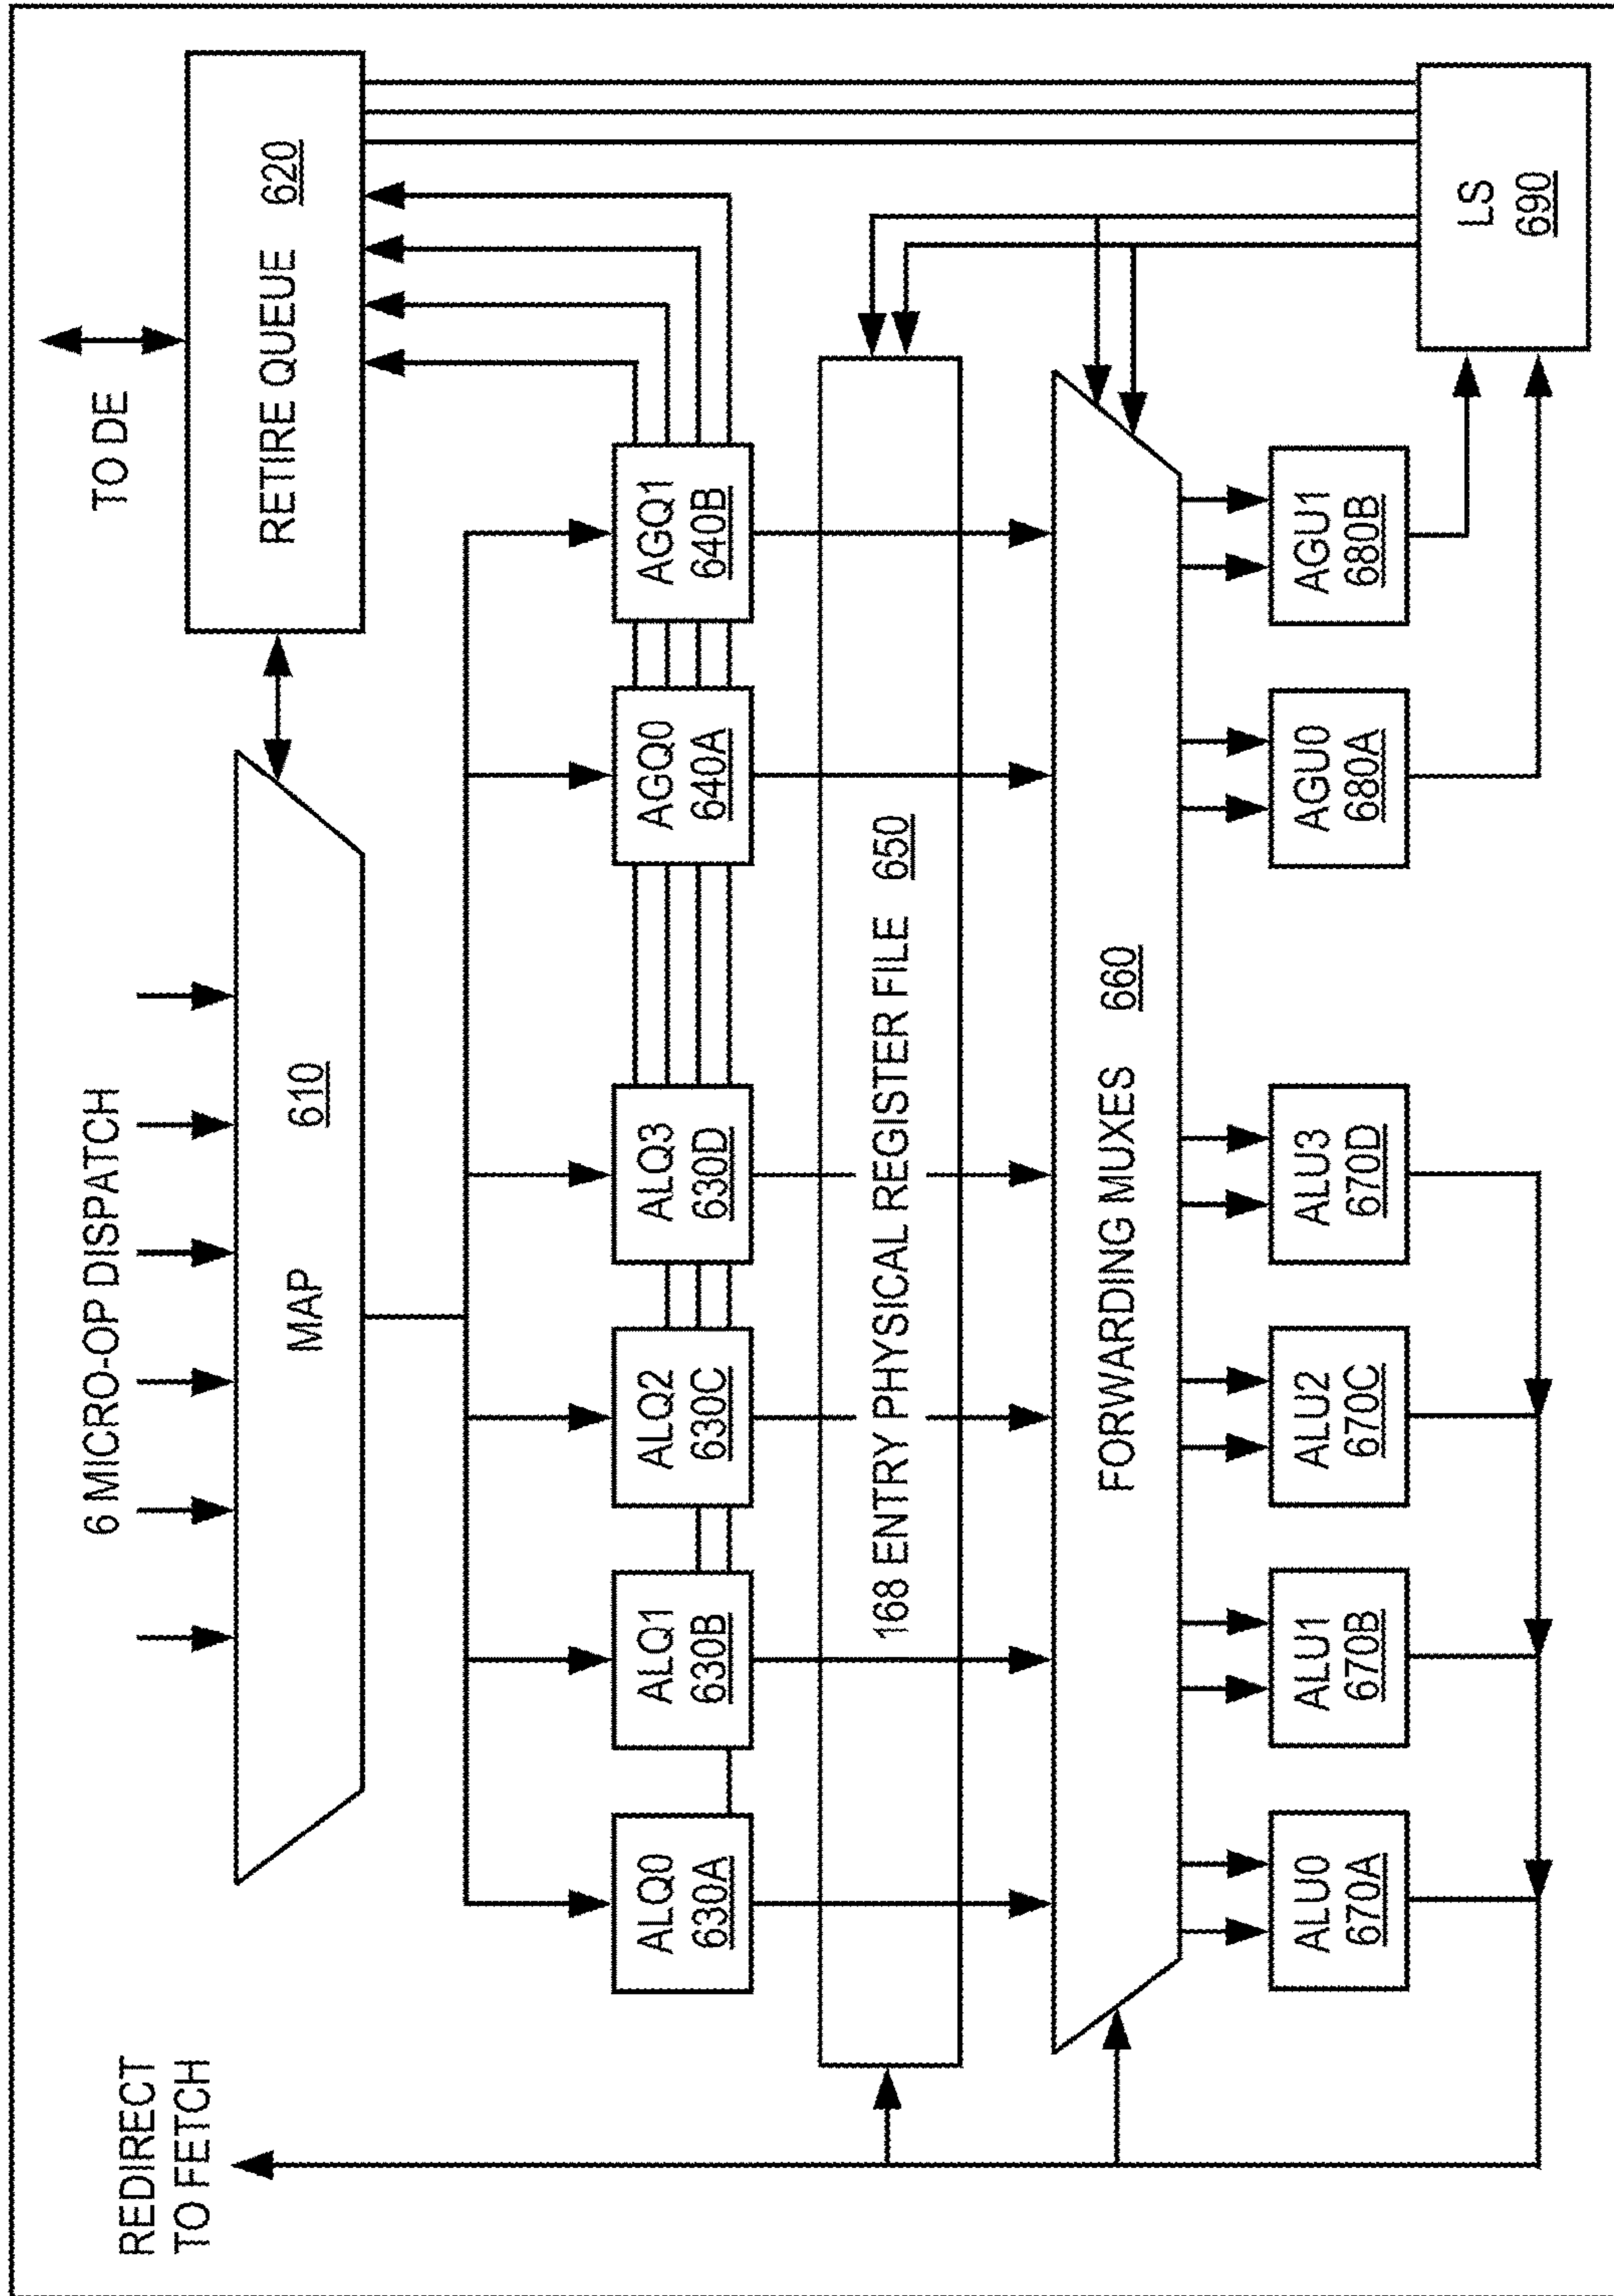 REDIRECT
TO FETCH
6 MICRO-OP DISPATCH
TO DE
MAP 610
RETIRE QUEUE 620
ALQ0
630A
ALQ1
630B
ALQ2
630C
ALQ3
630D
AGQ0
640A
AGQ1
640B
168 ENTRY PHYSICAL REGISTER FILE 650
FORWARDING MUXES 660
ALU0
670A
ALU1
670B
ALU2
670C
ALU3
670D
AGU0
680A
AGU1
680B
LS
690